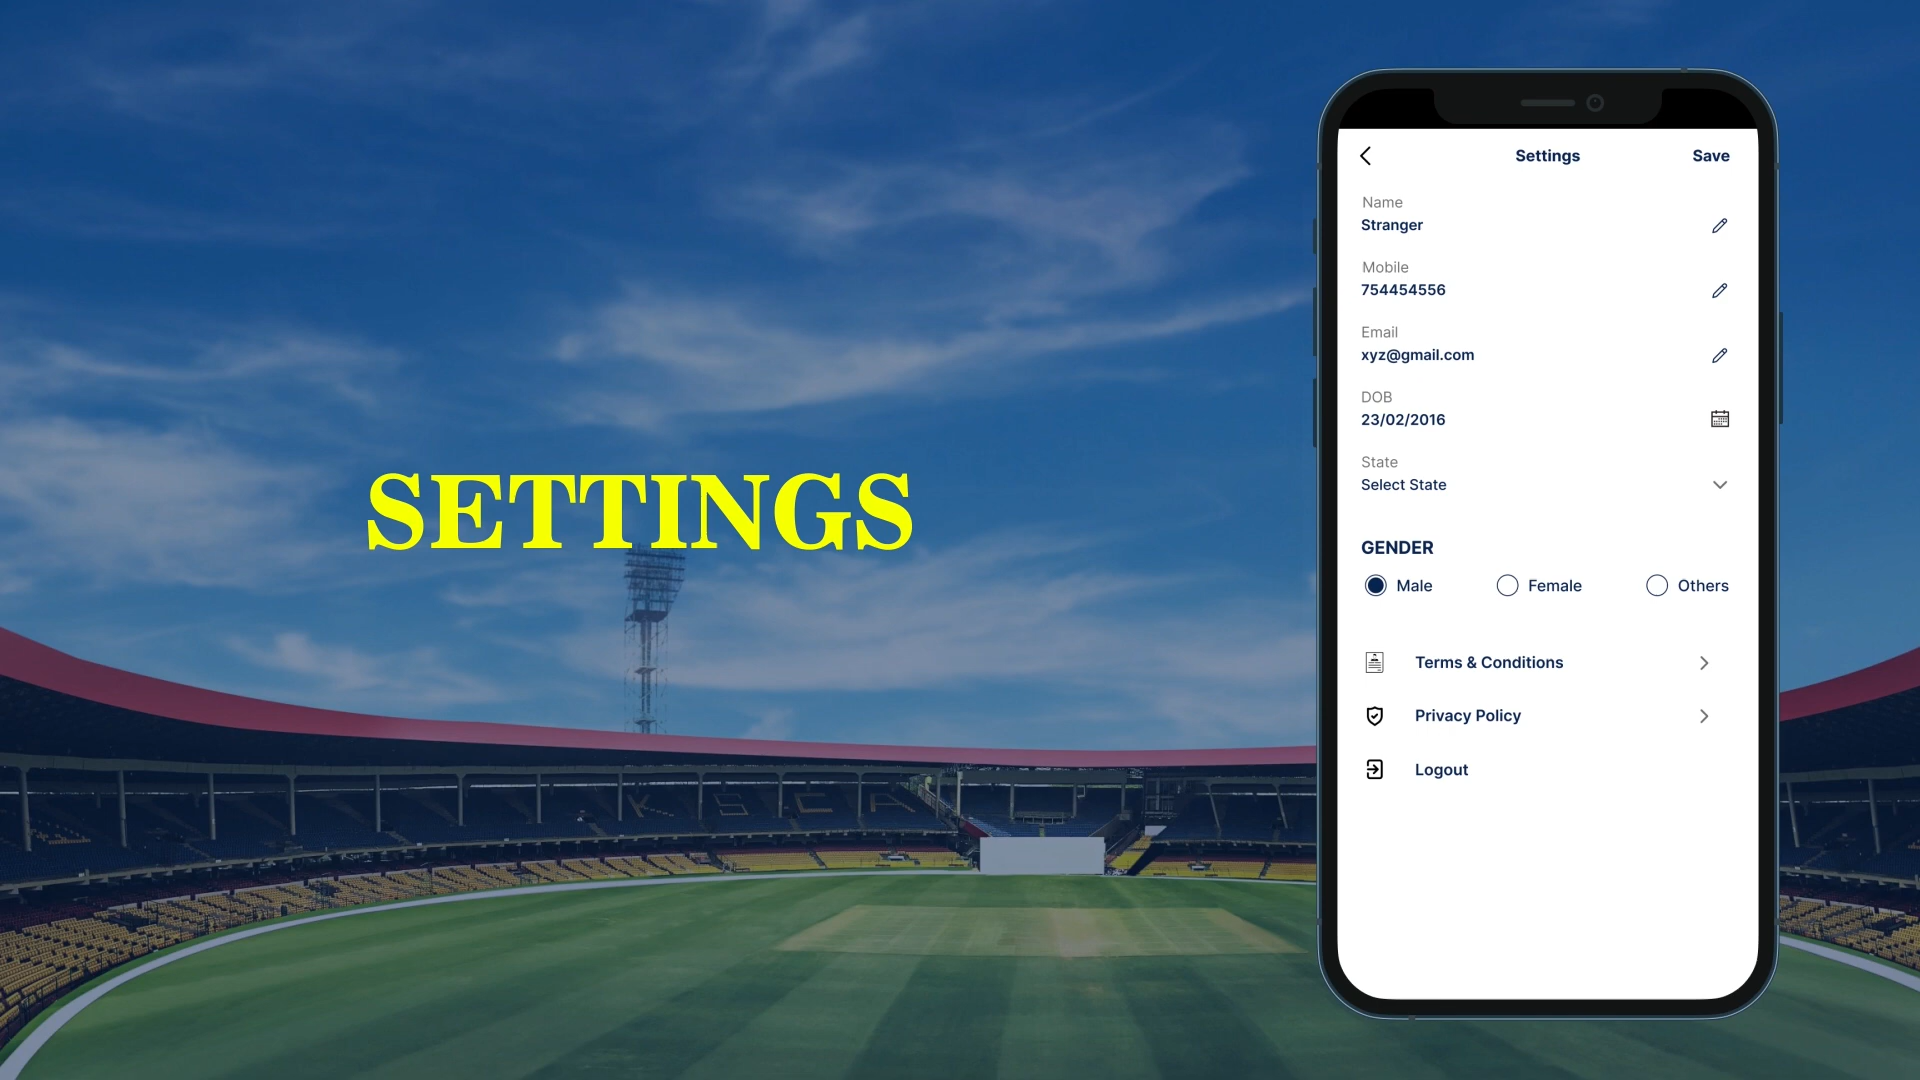 SETTINGS
Settings
Save
Name
Stranger
Mobile
754454556
Email
xyz@gmail.com
DOB
23/02/2016
State
Select State
GENDER
Male
Female
Others
Terms & Conditions
Privacy Policy
Logout
KSCA